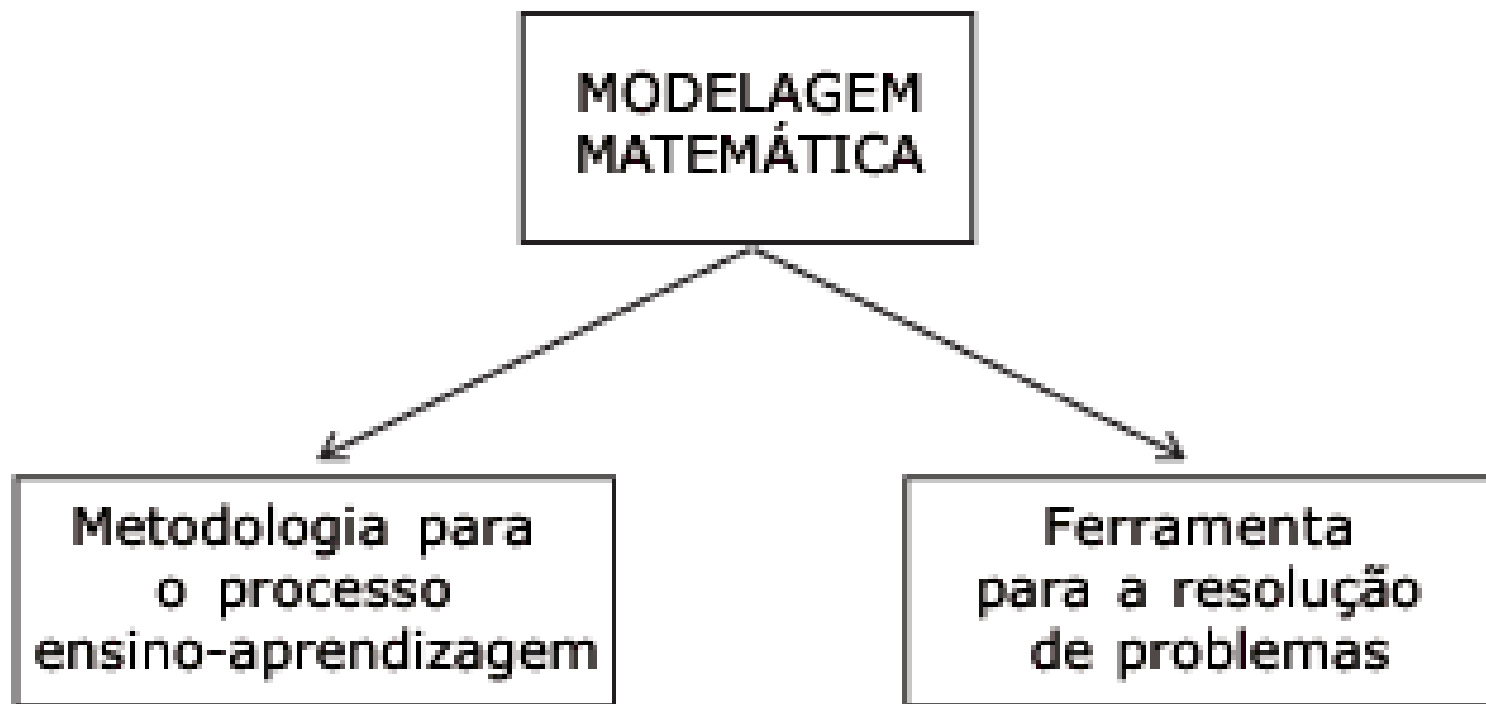 MODELAGEM
MATEMÁTICA
Metodologia para
o processo
ensino-aprendizagem
Ferramenta
para a resolução
de problemas